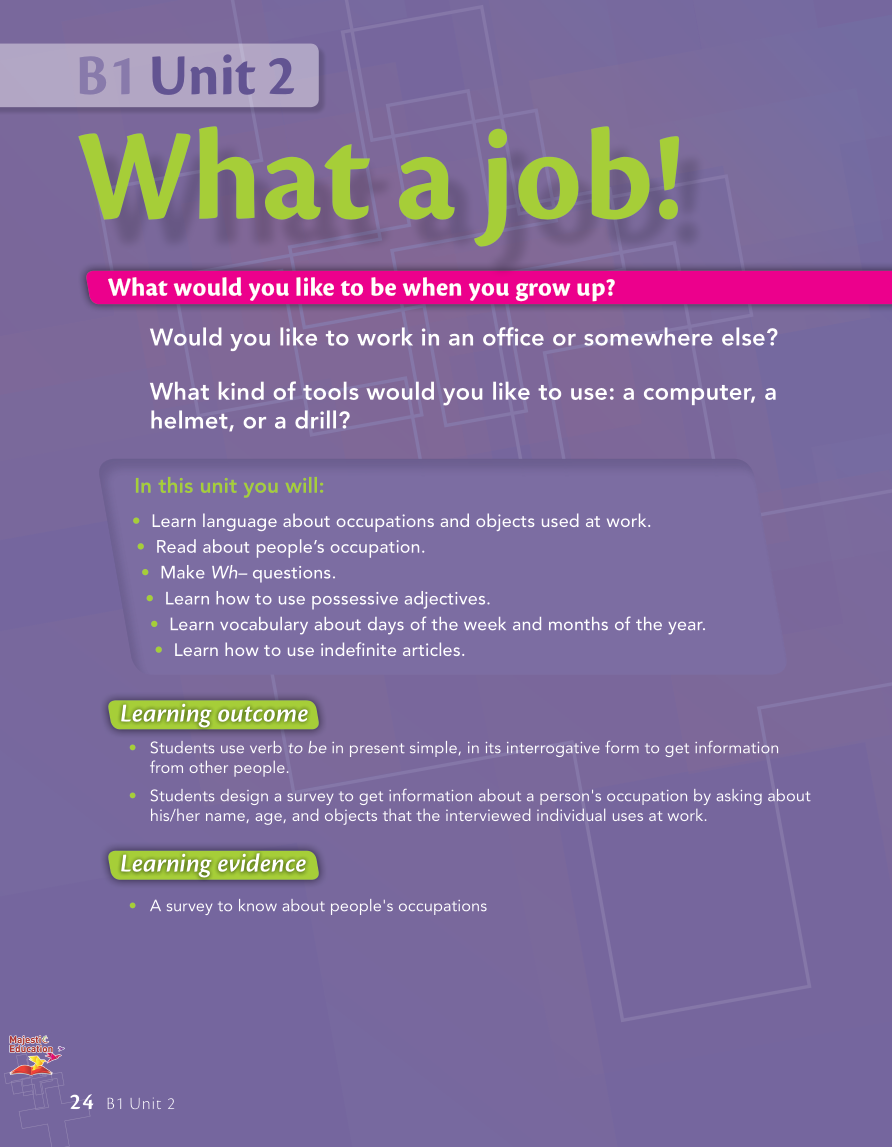 B1 Unit 2
What a job!
What would you like to be when you grow up?
Would you like to work in an office or somewhere else?
What kind of tools would you like to use: a computer, a
helmet, or a drill?
In this unit you will:
• Learn language about occupations and objects used at work.
• Read about people’s occupation.
• Make Wh– questions.
• Learn how to use possessive adjectives.
• Learn vocabulary about days of the week and months of the year.
• Learn how to use indefinite articles.
Learning outcome
• Students use verb to be in present simple, in its interrogative form to get information
from other people.
• Students design a survey to get information about a person's occupation by asking about
his/her name, age, and objects that the interviewed individual uses at work.
Learning evidence
• A survey to know about people's occupations
Majestic
Education
24 B1 Unit 2